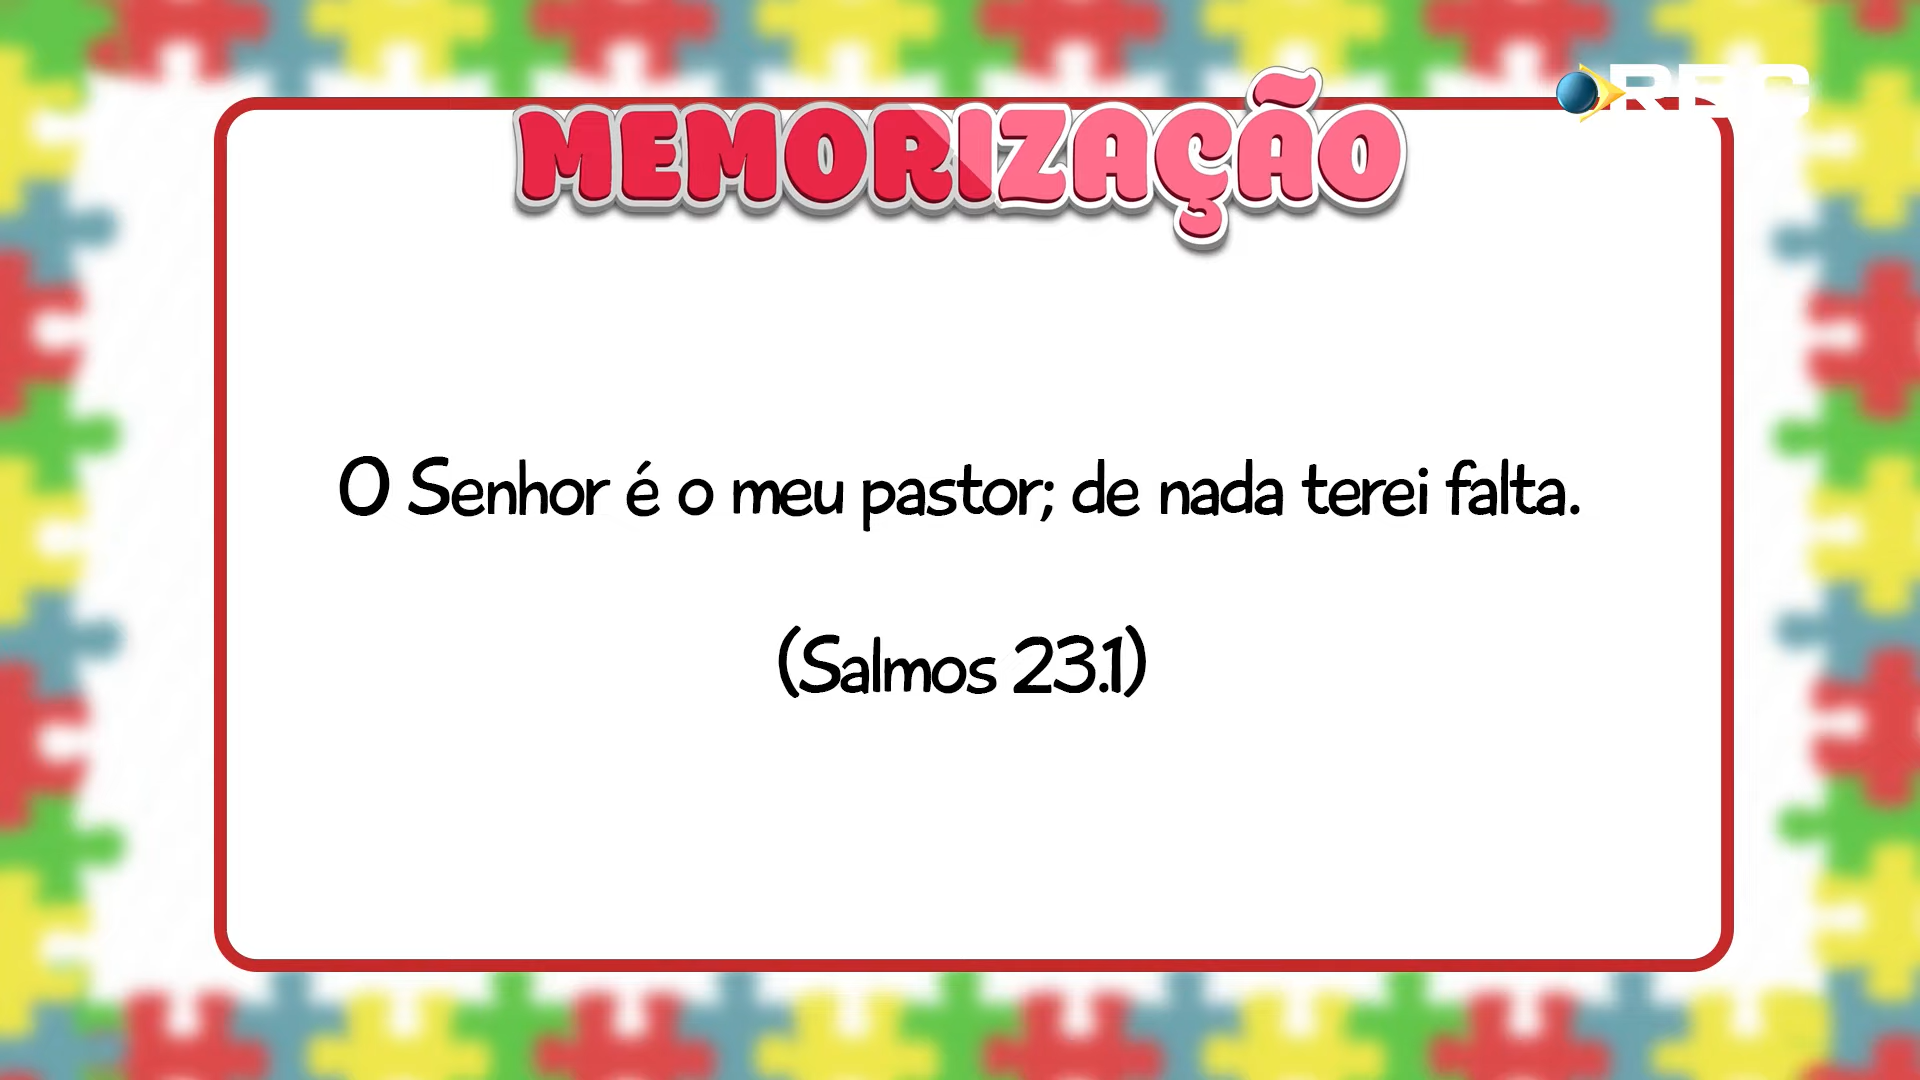 MEMORIZAÇÃO
O Senhor é o meu pastor; de nada terei falta.
(Salmos 23.1)